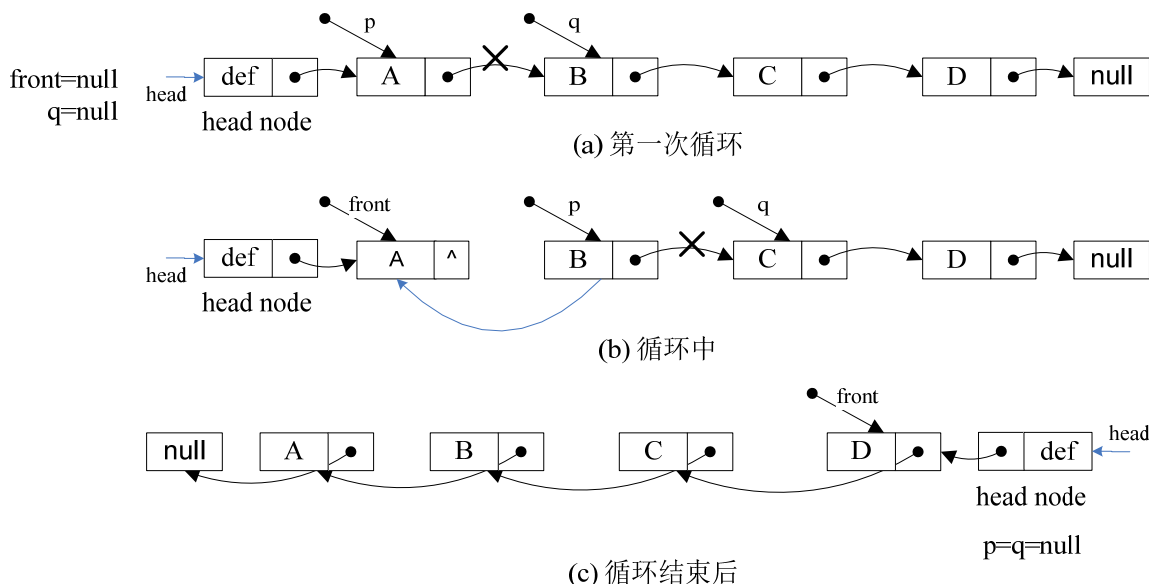 p
q
front=null
q=null
head
def
A
B
C
D
null
head node
(a) 第一次循环
front
p
q
head
def
A
^
B
C
D
null
head node
(b) 循环中
front
null
A
B
C
D
def
head
head node
p=q=null
(c) 循环结束后